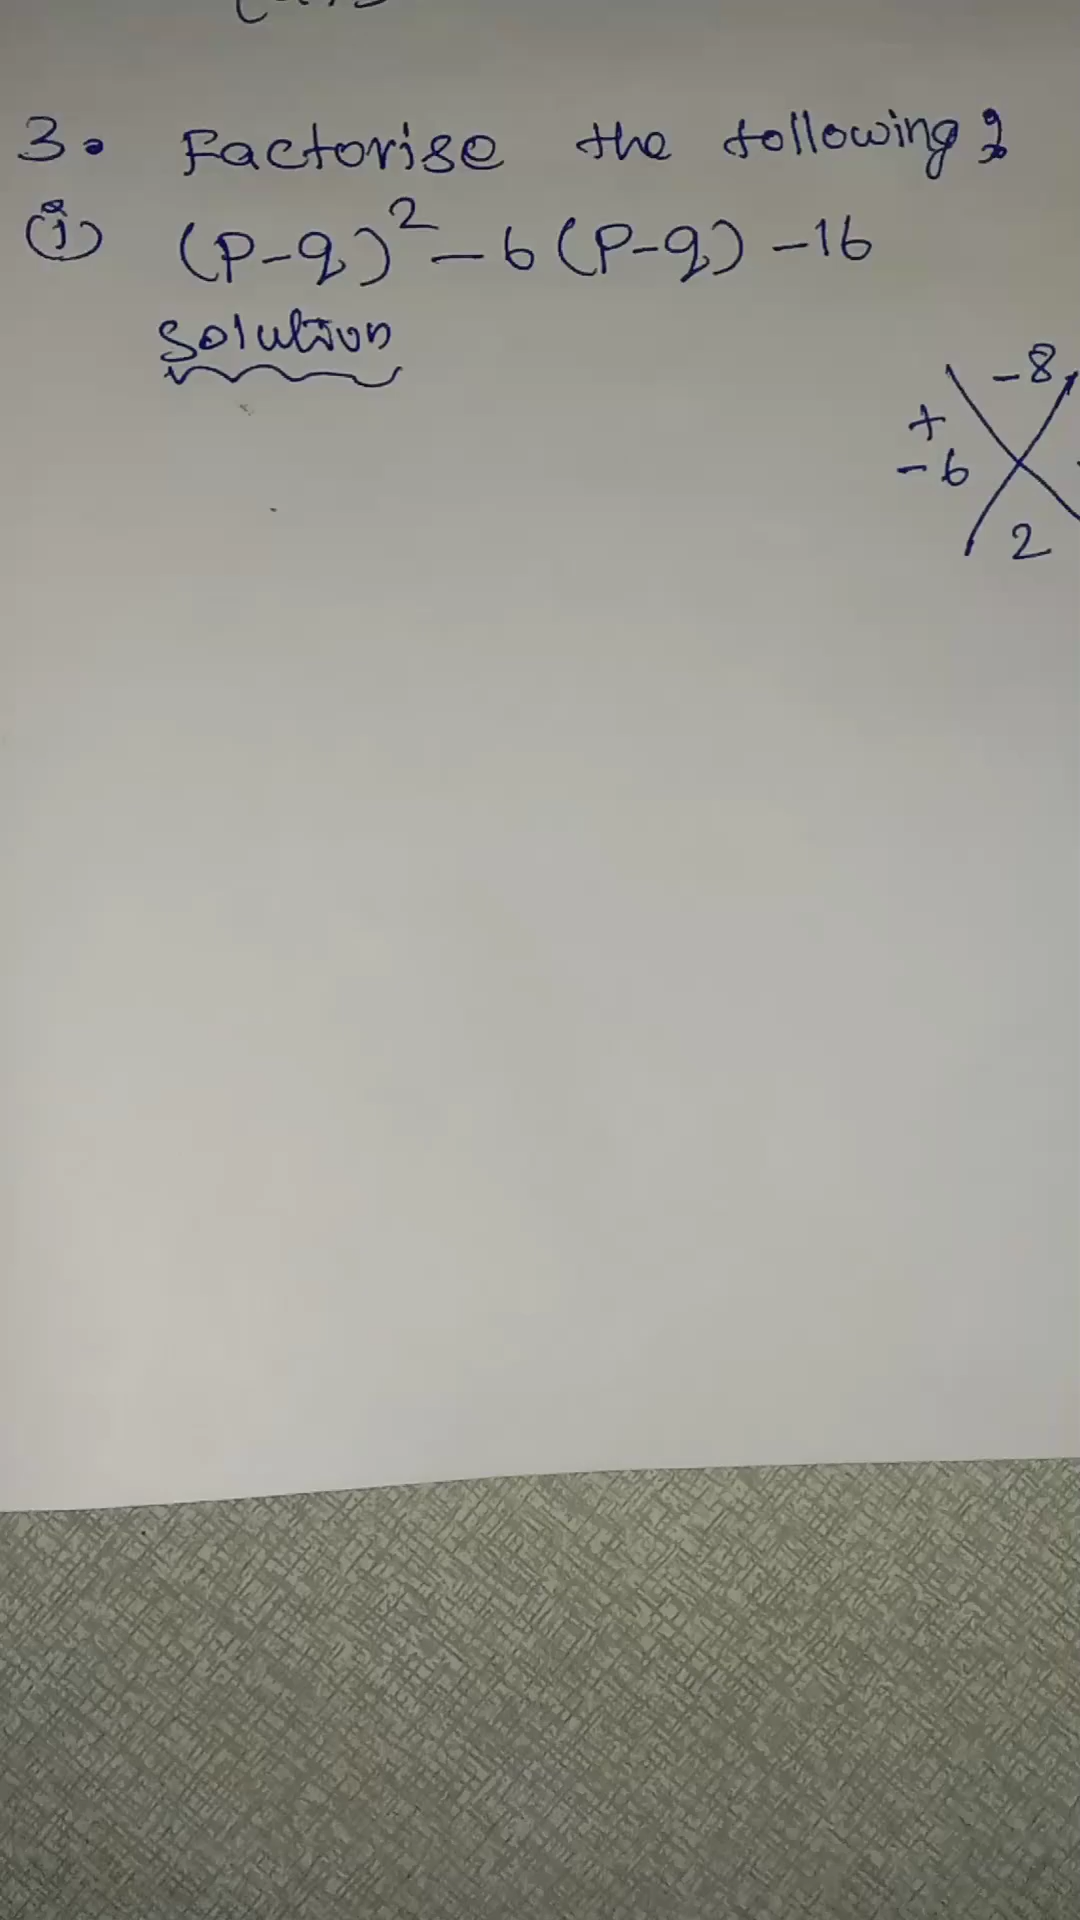 3. Factorise the following:
(i) (P-q)² - 6(P-q) - 16
Solution
-8
+
-6
2